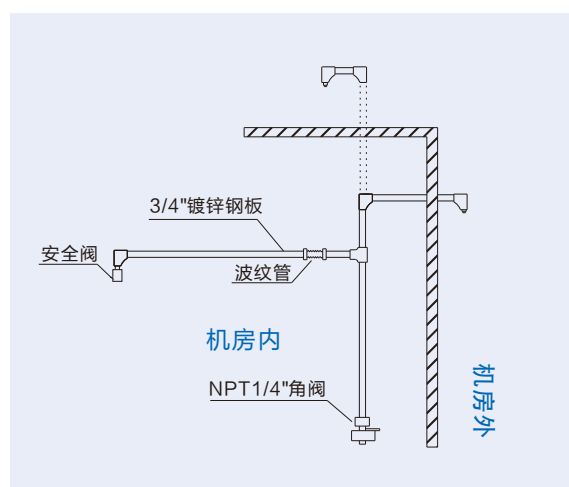 3/4"镀锌钢板
安全阀
波纹管
机房内
NPT1/4"角阀
机房外